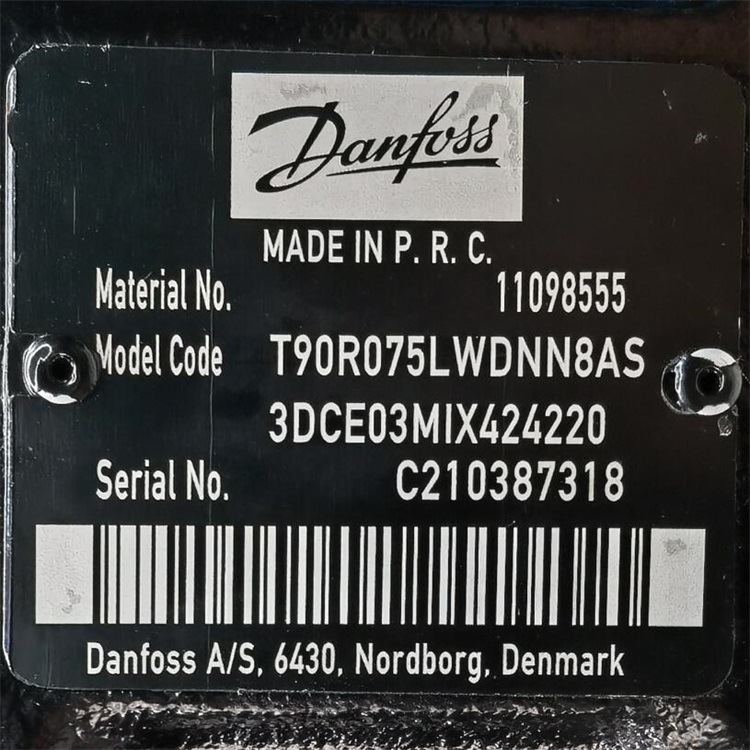 Danfoss
MADE IN P. R. C.
Material No. 11098555
Model Code T90R075LWDNN8AS
3DCE03MIX424220
Serial No. C210387318
Danfoss A/S, 6430, Nordborg, Denmark